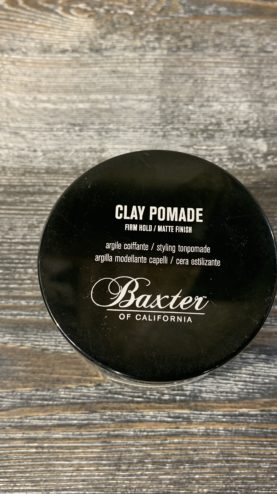 CLAY POMADE
FIRM HOLD / MATTE FINISH
argile coiffante / styling tonpomade
argilla modellante capelli / cera estilizante
Baxter
OF CALIFORNIA